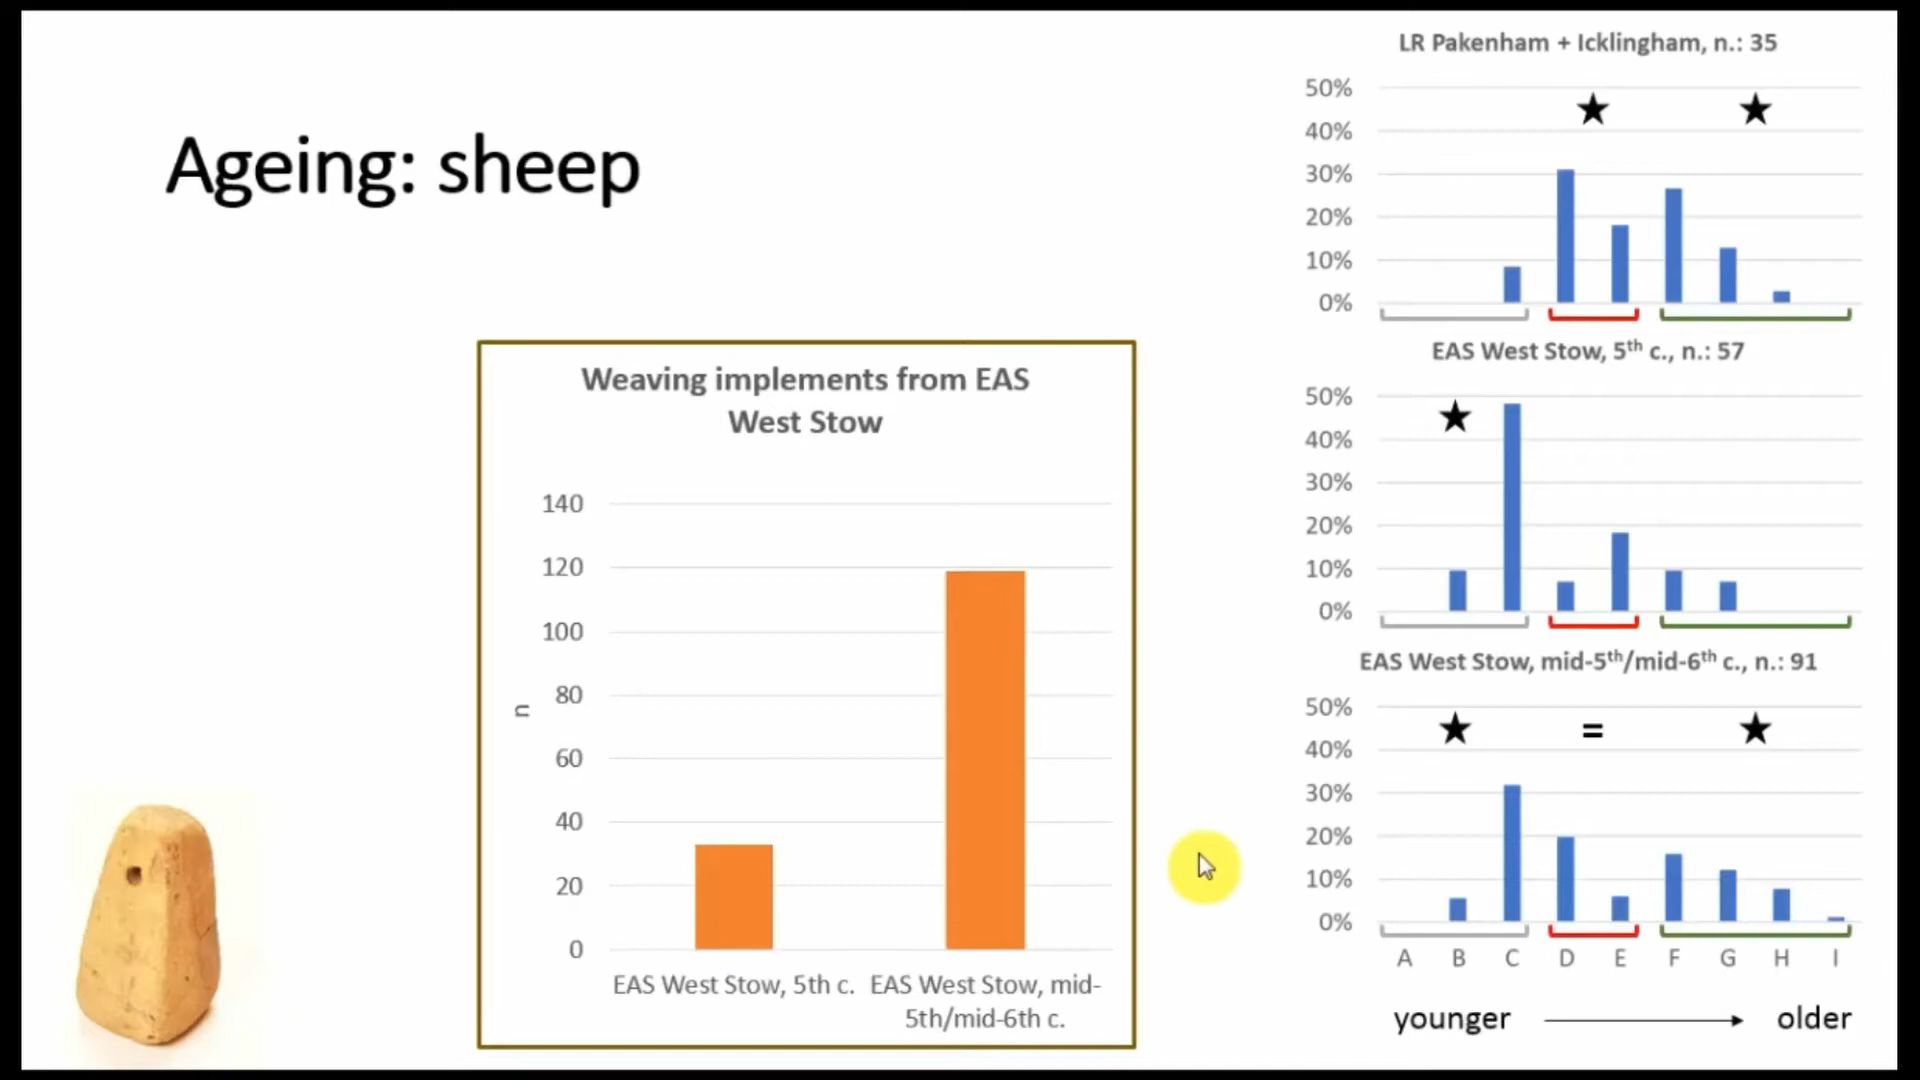 Ageing: sheep
Weaving implements from EAS
West Stow
140
120
100
80
60
40
20
0
n
EAS West Stow, 5th c.
EAS West Stow, mid-
5th/mid-6th c.
LR Pakenham + Icklingham, n.: 35
50%
40%
30%
20%
10%
0%
EAS West Stow, 5th c., n.: 57
50%
40%
30%
20%
10%
0%
EAS West Stow, mid-5th/mid-6th c., n.: 91
50%
40%
30%
20%
10%
0%
=
A B C D E F G H I
younger older